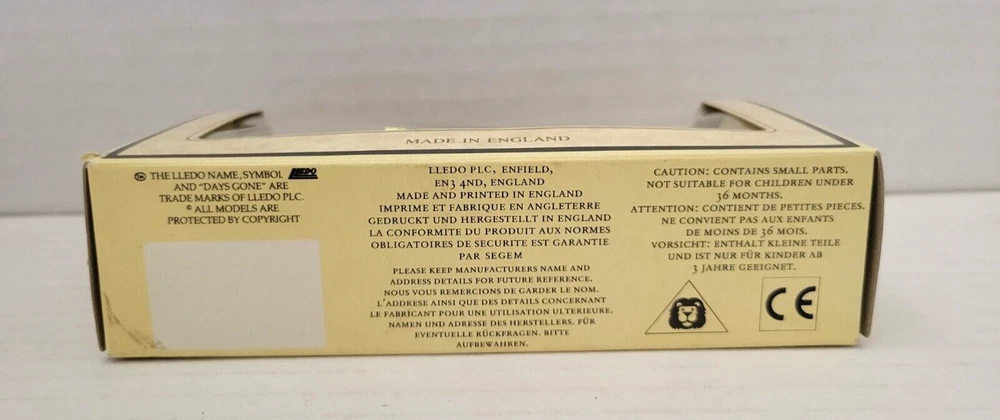 MADE IN ENGLAND
TM THE LLEDO NAME, SYMBOL LLEDO
AND "DAYS GONE" ARE
TRADE MARKS OF LLEDO PLC.
© ALL MODELS ARE
PROTECTED BY COPYRIGHT
LLEDO PLC, ENFIELD,
EN3 4ND, ENGLAND
MADE AND PRINTED IN ENGLAND
IMPRIME ET FABRIQUE EN ANGLETERRE
GEDRUCKT UND HERGESTELLT IN ENGLAND
LA CONFORMITE DU PRODUIT AUX NORMES
OBLIGATOIRES DE SECURITE EST GARANTIE
PAR SEGEM
PLEASE KEEP MANUFACTURERS NAME AND
ADDRESS DETAILS FOR FUTURE REFERENCE.
NOUS VOUS REMERCIONS DE GARDER LE NOM.
L'ADDRESE AINSI QUE DES DETAILS CONCERNANT
LE FABRICANT POUR UNE UTILISATION ULTERIEURE.
NAMEN UND ADRESSE DES HERSTELLERS. FÜR
EVENTUELLE RÜCKFRAGEN. BITTE
AUFBEWAHREN.
CAUTION: CONTAINS SMALL PARTS.
NOT SUITABLE FOR CHILDREN UNDER
36 MONTHS.
ATTENTION: CONTIENT DE PETITES PIECES.
NE CONVIENT PAS AUX ENFANTS
DE MOINS DE 36 MOIS.
VORSICHT: ENTHALT KLEINE TEILE
UND IST NUR FÜR KINDER AB
3 JAHRE GEEIGNET.
CE